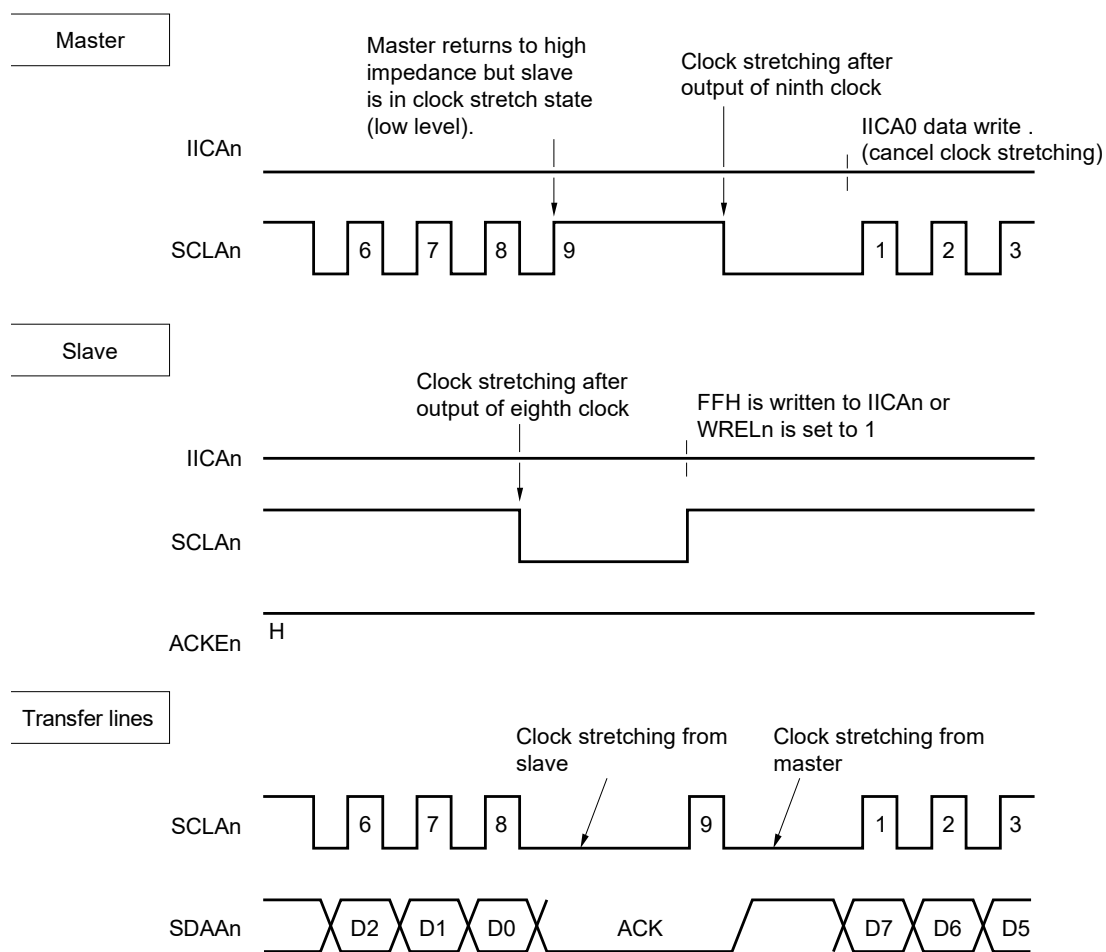 Master
Master returns to high
impedance but slave
is in clock stretch state
(low level).
Clock stretching after
output of ninth clock
IICA0 data write .
(cancel clock stretching)
IICAn
SCLAn
6 7 8 9 1 2 3
Slave
Clock stretching after
output of eighth clock
FFH is written to IICAn or
WRELn is set to 1
IICAn
SCLAn
H
ACKEn
Transfer lines
Clock stretching from
slave
Clock stretching from
master
SCLAn
6 7 8 9 1 2 3
SDAAn
D2 D1 D0 ACK D7 D6 D5